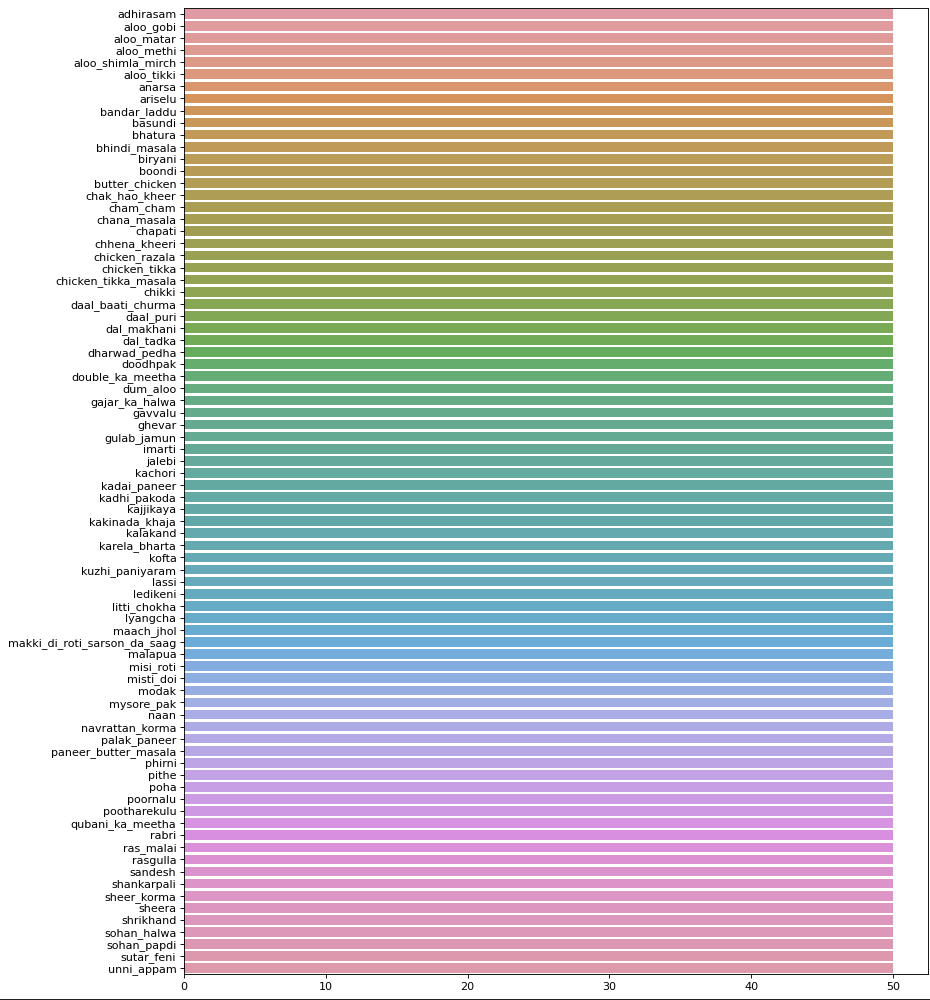 adhirasam
aloo_gobi
aloo_matar
aloo_methi
aloo_shimla_mirch
aloo_tikki
anarsa
ariselu
bandar_laddu
basundi
bhatura
bhindi_masala
biryani
boondi
butter_chicken
chak_hao_kheer
cham_cham
chana_masala
chapati
chhena_kheeri
chicken_razala
chicken_tikka
chicken_tikka_masala
chikki
daal_baati_churma
daal_puri
dal_makhani
dal_tadka
dharwad_pedha
doodhpak
double_ka_meetha
dum_aloo
gajar_ka_halwa
gavvalu
ghevar
gulab_jamun
imarti
jalebi
kachori
kadai_paneer
kadhi_pakoda
kajjikaya
kakinada_khaja
kalakand
karela_bharta
kofta
kuzhi_paniyaram
lassi
ledikeni
litti_chokha
lyangcha
maach_jhol
makki_di_roti_sarson_da_saag
malapua
misi_roti
misti_doi
modak
mysore_pak
naan
navrattan_korma
palak_paneer
paneer_butter_masala
phirni
pithe
poha
poornalu
pootharekulu
qubani_ka_meetha
rabri
ras_malai
rasgulla
sandesh
shankarpali
sheer_korma
sheera
shrikhand
sohan_halwa
sohan_papdi
sutar_feni
unni_appam
0 10 20 30 40 50